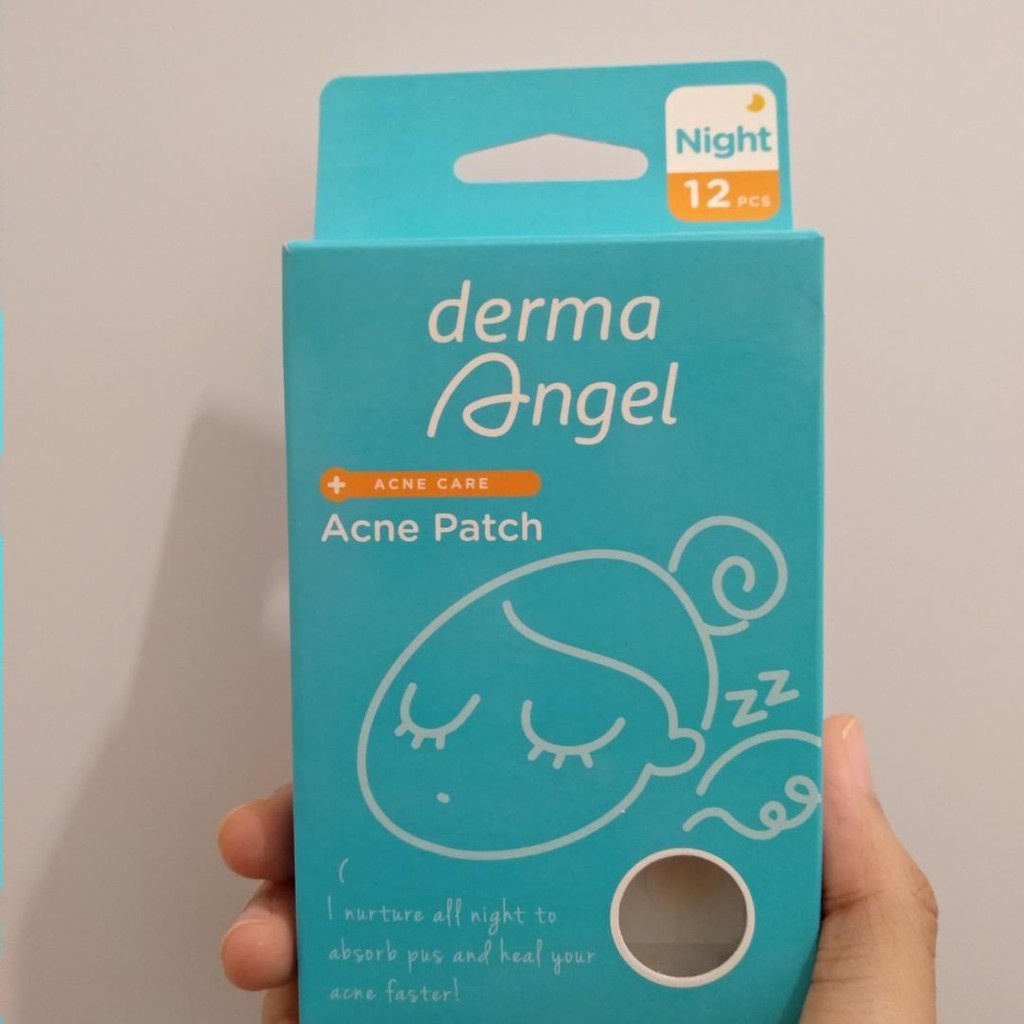 Night
12 PCS
derma
Angel
+ ACNE CARE
Acne Patch
zz
I nurture all night to
absorb pus and heal your
acne faster!